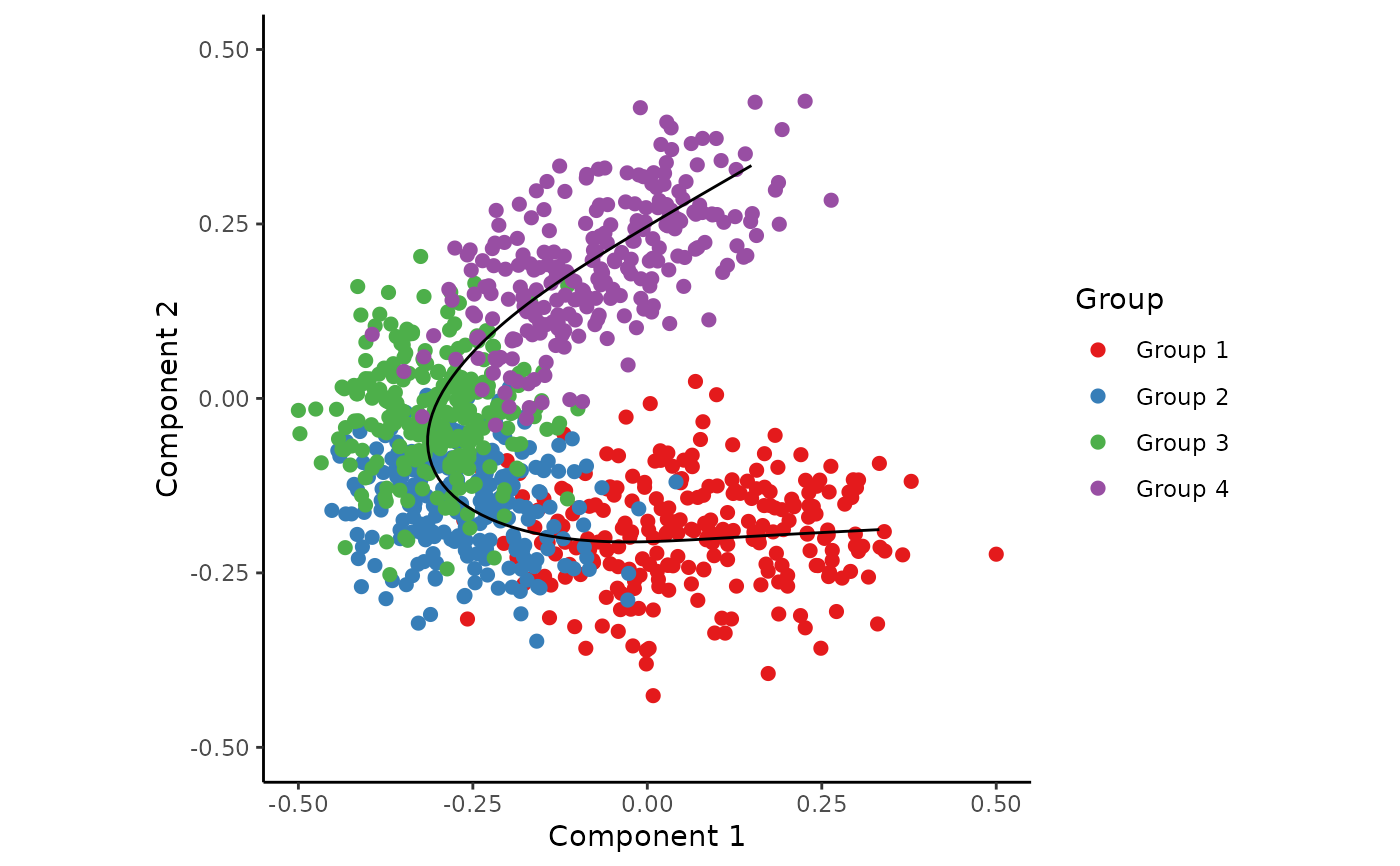 0.50
0.25
0.00
-0.25
-0.50
Component 2
-0.50 -0.25 0.00 0.25 0.50
Component 1
Group
Group 1
Group 2
Group 3
Group 4